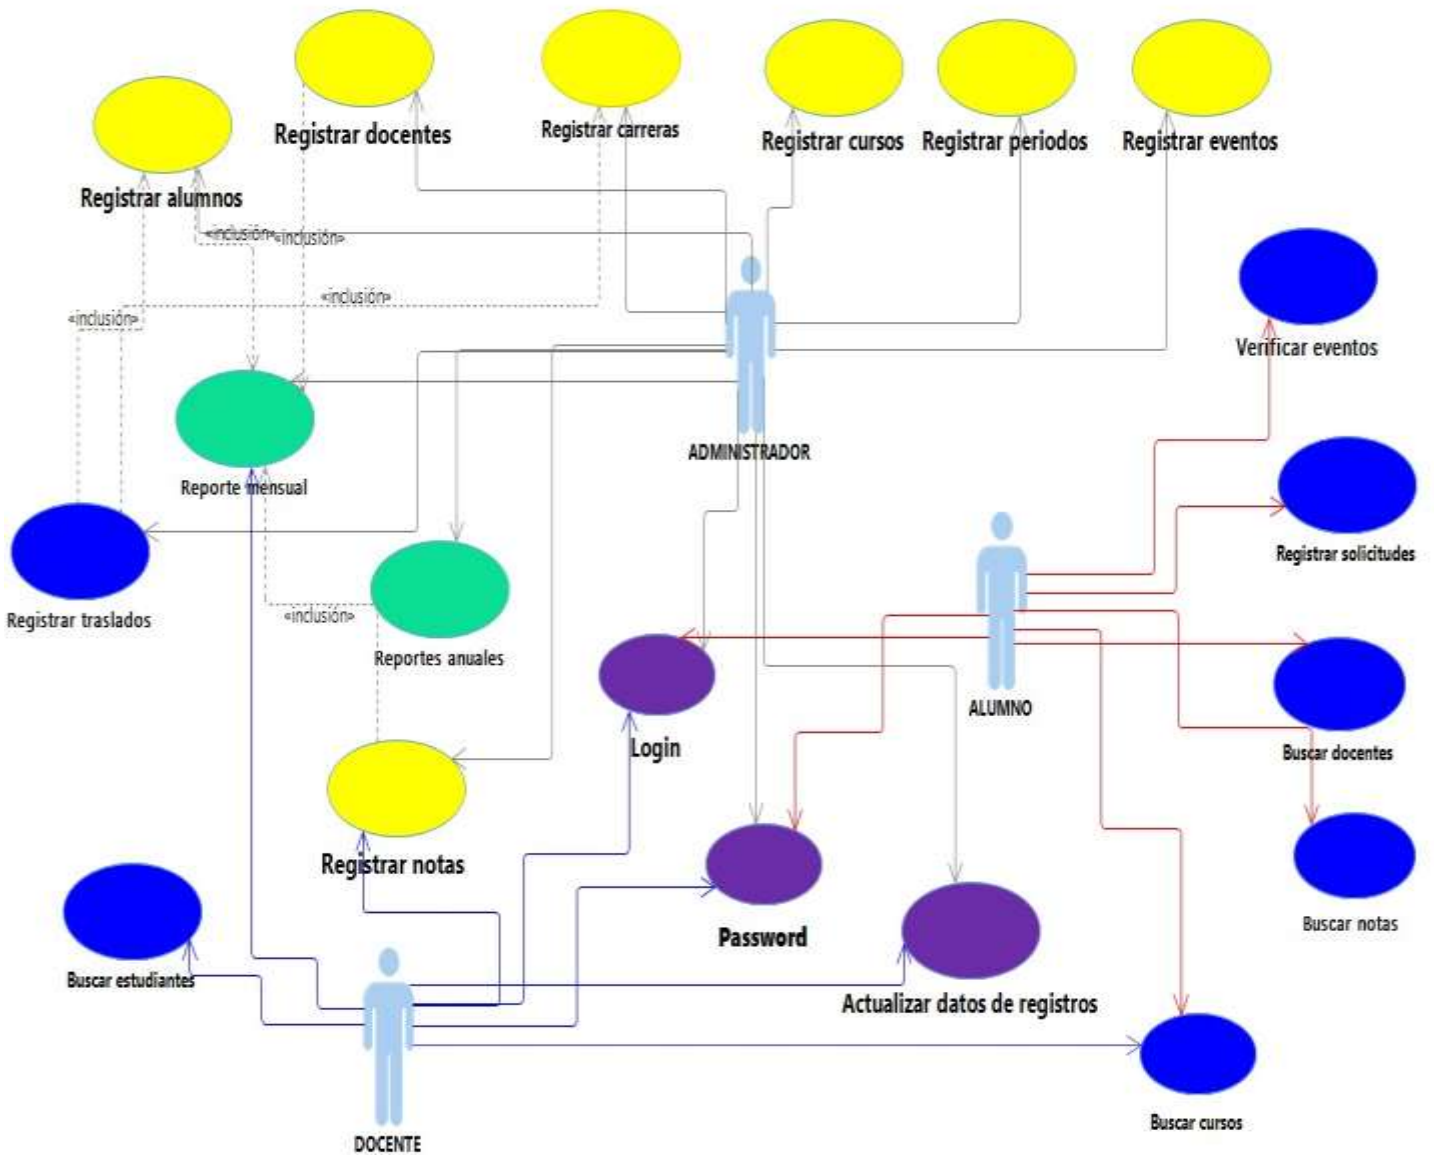 Registrar docentes
Registrar carreras
Registrar cursos
Registrar periodos
Registrar eventos
Registrar alumnos
«inclusión»
«inclusión»
«inclusión»
«inclusión»
Verificar eventos
ADMINISTRADOR
Reporte mensual
Registrar solicitudes
Registrar traslados
«inclusión»
Reportes anuales
ALUMNO
Login
Buscar docentes
Registrar notas
Password
Buscar notas
Buscar estudiantes
Actualizar datos de registros
Buscar cursos
DOCENTE